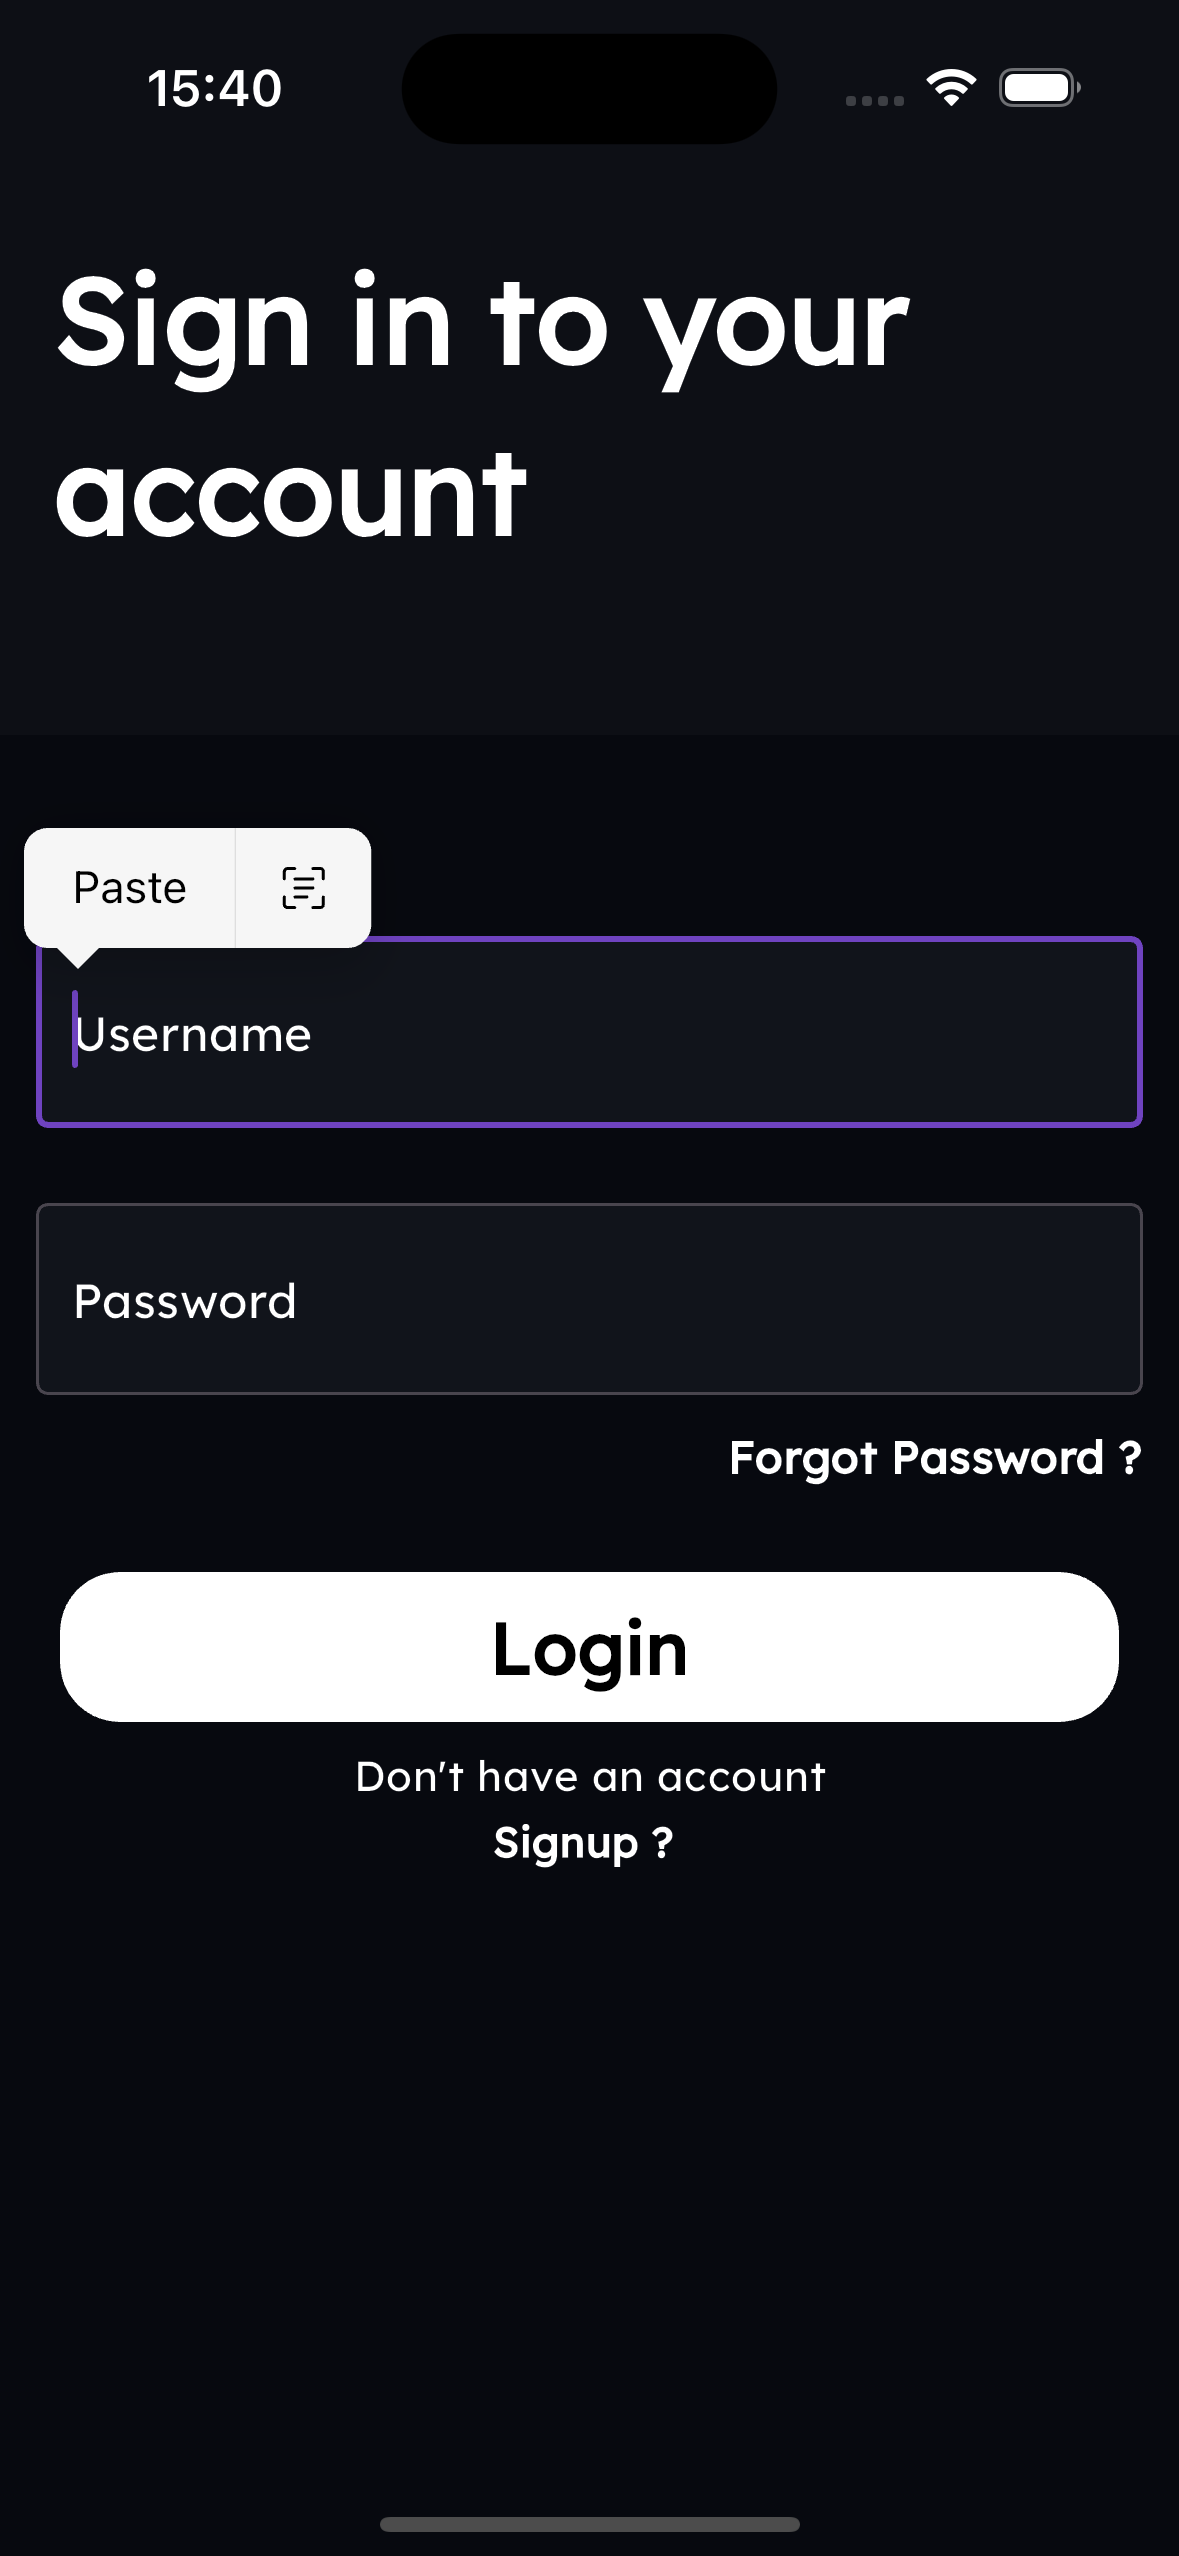 15:40
Sign in to your
account
Paste
Username
Password
Forgot Password ?
Login
Don't have an account
Signup ?